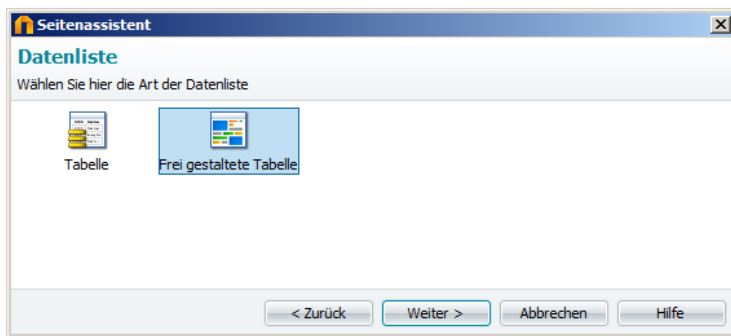 Seitenassistent
Datenliste
Wählen Sie hier die Art der Datenliste
Tabelle
Frei gestaltete Tabelle
< Zurück
Weiter >
Abbrechen
Hilfe